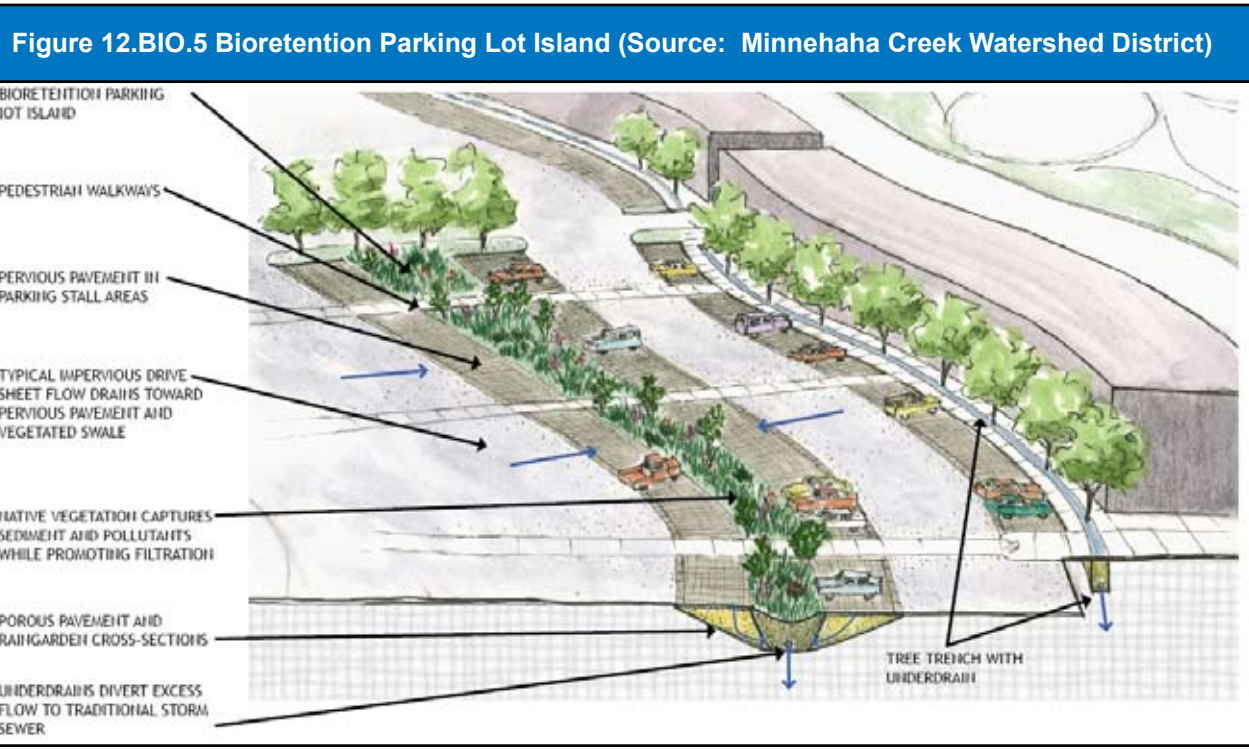 Figure 12.BIO.5 Bioretention Parking Lot Island (Source: Minnehaha Creek Watershed District)
BIORETENTION PARKING
LOT ISLAND
PEDESTRIAN WALKWAYS
PERVIOUS PAVEMENT IN
PARKING STALL AREAS
TYPICAL IMPERVIOUS DRIVE
SHEET FLOW DRAINS TOWARD
PERVIOUS PAVEMENT AND
VEGETATED SWALE
NATIVE VEGETATION CAPTURES
SEDIMENT AND POLLUTANTS
WHILE PROMOTING FILTRATION
POROUS PAVEMENT AND
RAINGARDEN CROSS-SECTIONS
UNDERDRAINS DIVERT EXCESS
FLOW TO TRADITIONAL STORM
SEWER
TREE TRENCH WITH
UNDERDRAIN